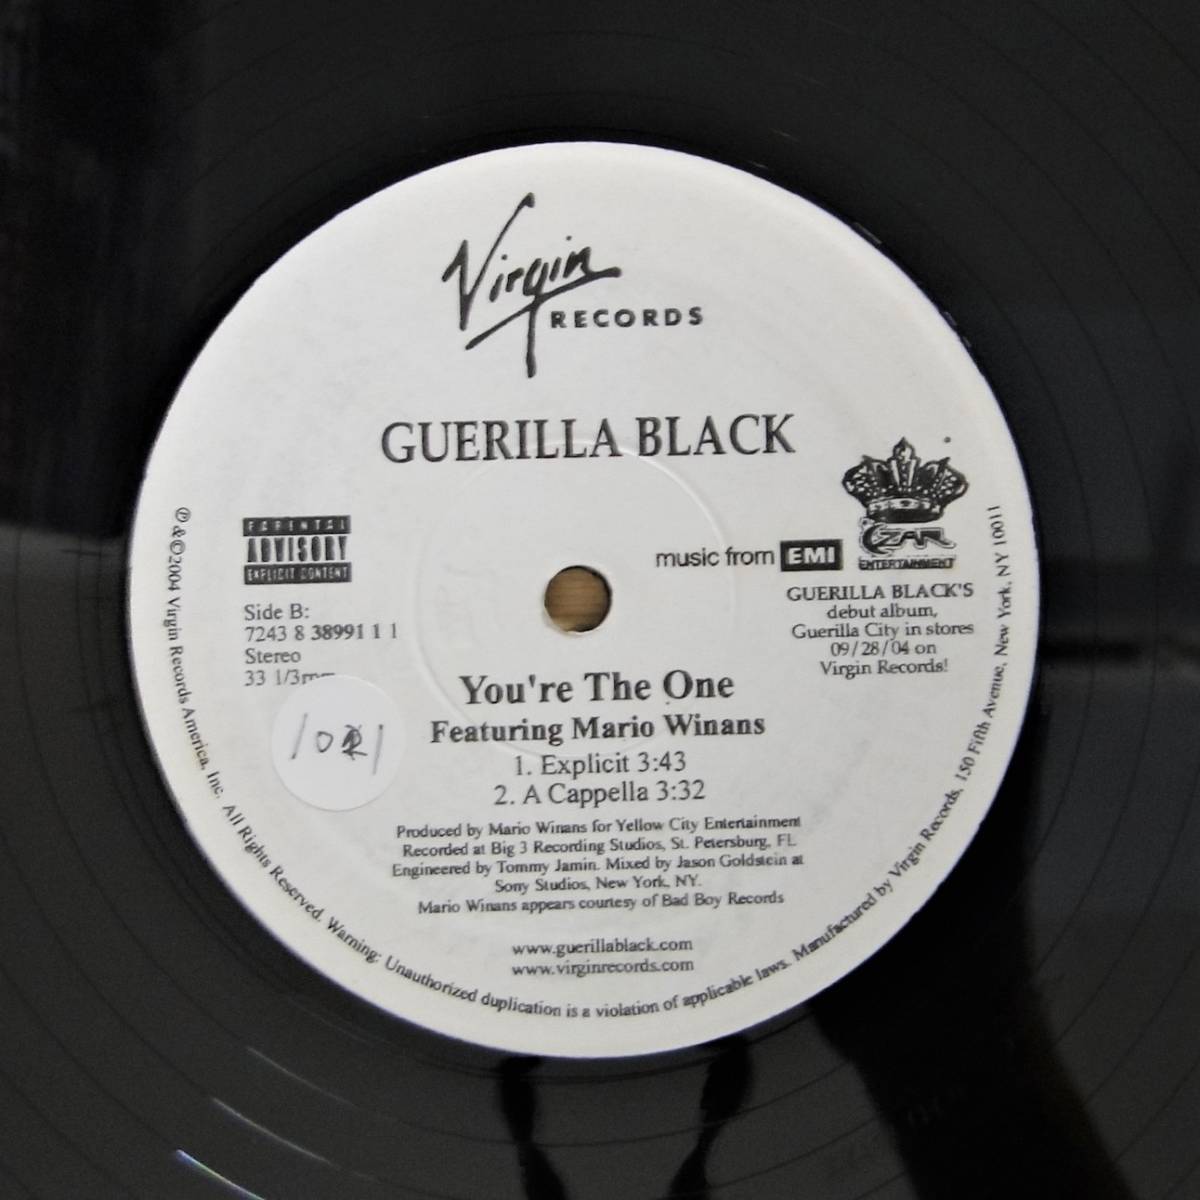 Virgin
RECORDS
GUERILLA BLACK
PARENTAL
ADVISORY
EXPLICIT CONTENT
Side B:
7243 8 38991 1 1
Stereo
33 1/3
music from EMI
CZAR
ENTERTAINMENT
GUERILLA BLACK'S
debut album,
Guerilla City in stores
09/28/04 on
Virgin Records!
You're The One
Featuring Mario Winans
1. Explicit 3:43
2. A Cappella 3:32
Produced by Mario Winans for Yellow City Entertainment
Recorded at Big 3 Recording Studios, St. Petersburg, FL
Engineered by Tommy Jamin. Mixed by Jason Goldstein at
Sony Studios, New York, NY.
Mario Winans appears courtesy of Bad Boy Records
www.guerillablack.com
www.virginrecords.com
℗ & © 2004 Virgin Records America, Inc. All Rights Reserved. Warning: Unauthorized duplication is a violation of applicable laws. Manufactured by Virgin Records, 150 Fifth Avenue, New York, NY 10011